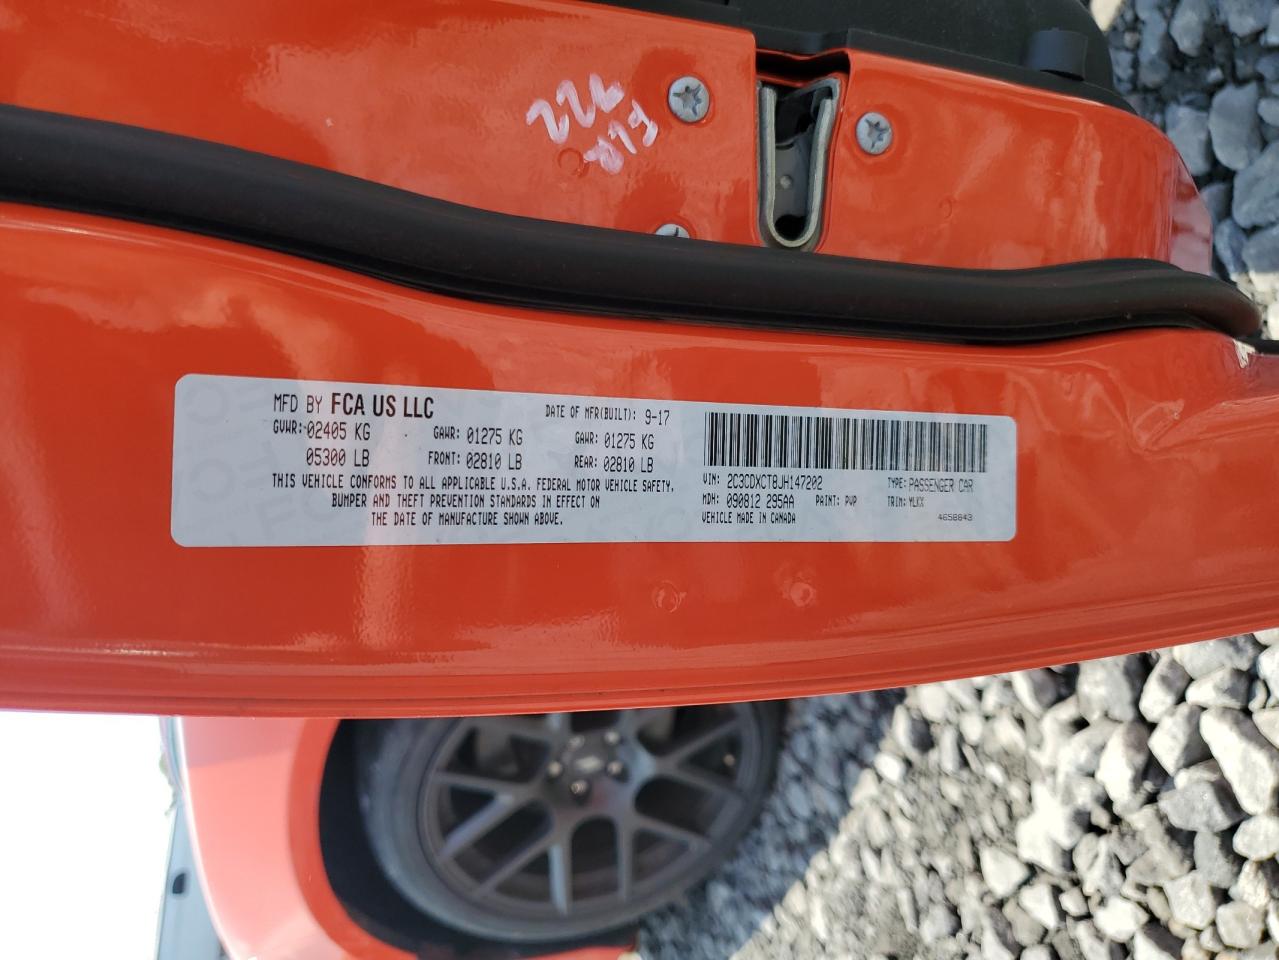 226
MFD BY FCA US LLC
DATE OF MFR(BUILT): 9-17
GVWR: 02405 KG GAWR: 01275 KG GAWR: 01275 KG
05300 LB FRONT: 02810 LB REAR: 02810 LB
THIS VEHICLE CONFORMS TO ALL APPLICABLE U.S.A. FEDERAL MOTOR VEHICLE SAFETY,
BUMPER AND THEFT PREVENTION STANDARDS IN EFFECT ON
THE DATE OF MANUFACTURE SHOWN ABOVE.
VIN: 2C3CDXCT8JH147202 TYPE: PASSENGER CAR
MDH: 090812 295AA PAINT: PVP TRIM: WLKX
VEHICLE MADE IN CANADA 4658843